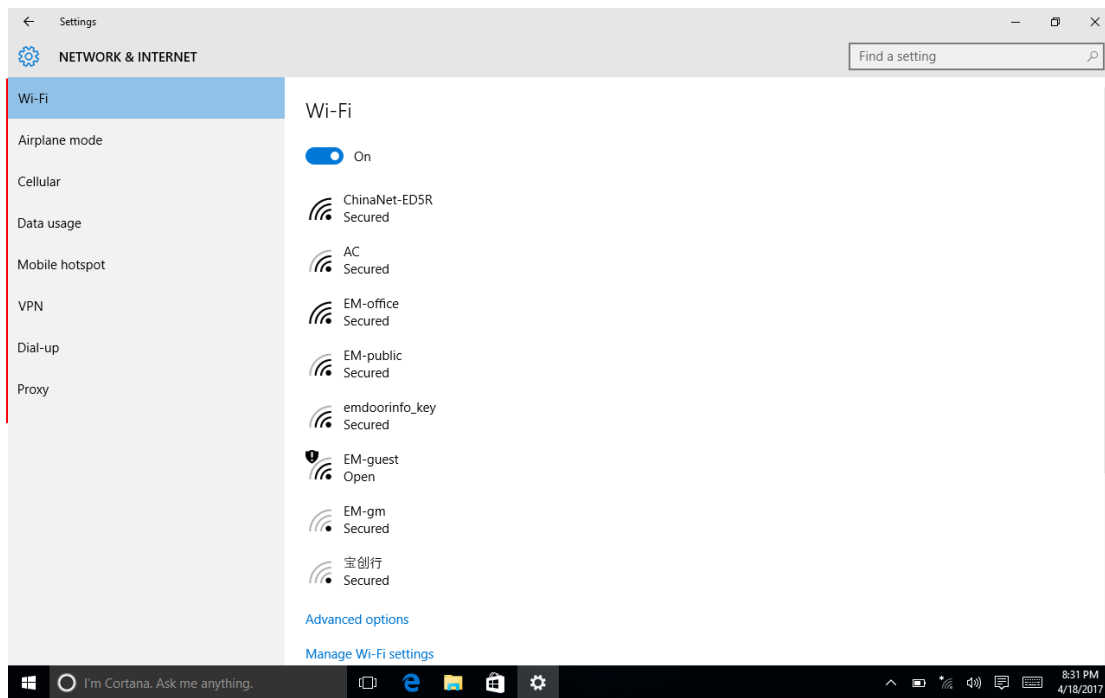 Settings
NETWORK & INTERNET
Find a setting
Wi-Fi
Airplane mode
Cellular
Data usage
Mobile hotspot
VPN
Dial-up
Proxy
Wi-Fi
On
ChinaNet-ED5R
Secured
AC
Secured
EM-office
Secured
EM-public
Secured
emdoorinfo_key
Secured
EM-guest
Open
EM-gm
Secured
宝创行
Secured
Advanced options
Manage Wi-Fi settings
I'm Cortana. Ask me anything.
8:31 PM
4/18/2017